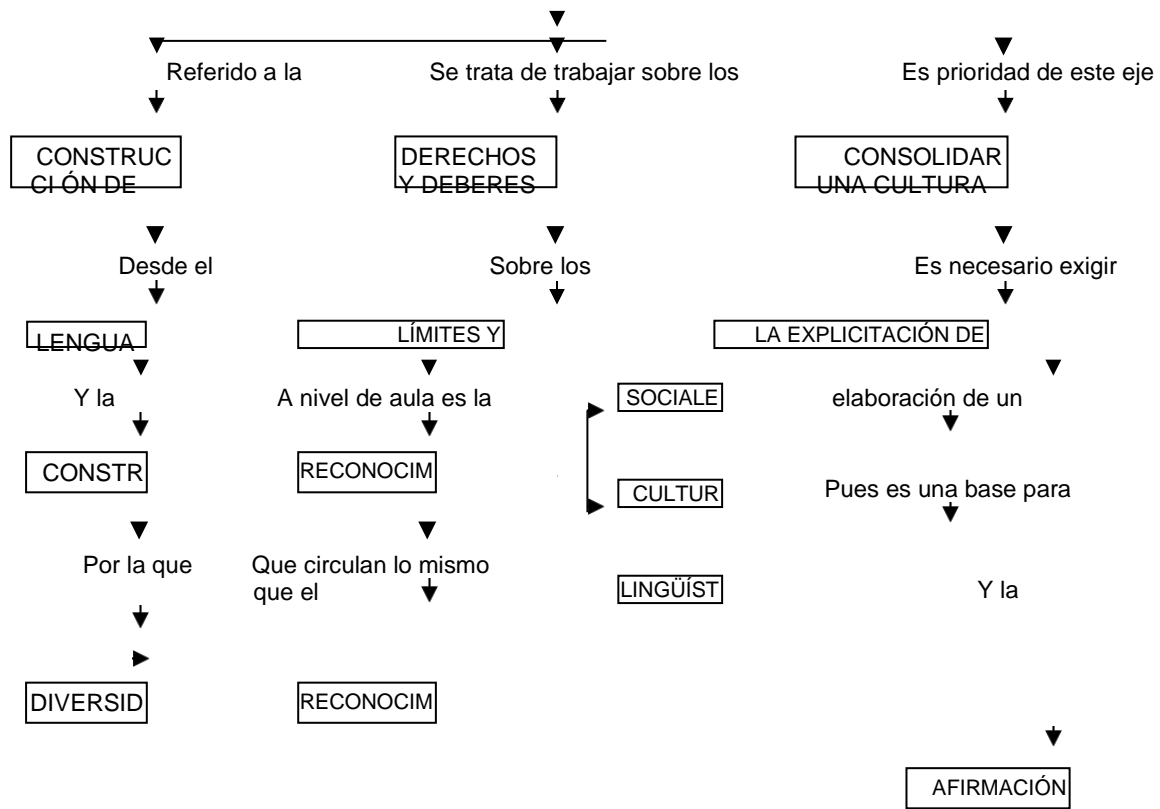 Referido a la
Se trata de trabajar sobre los
Es prioridad de este eje
CONSTRUC
CI ÓN DE
DERECHOS
Y DEBERES
CONSOLIDAR
UNA CULTURA
Desde el
Sobre los
Es necesario exigir
LENGUA
LÍMITES Y
LA EXPLICITACIÓN DE
Y la
A nivel de aula es la
SOCIALE
elaboración de un
CONSTR
RECONOCIM
CULTUR
Pues es una base para
Por la que
Que circulan lo mismo
que el
LINGÜÍST
Y la
DIVERSID
RECONOCIM
AFIRMACIÓN